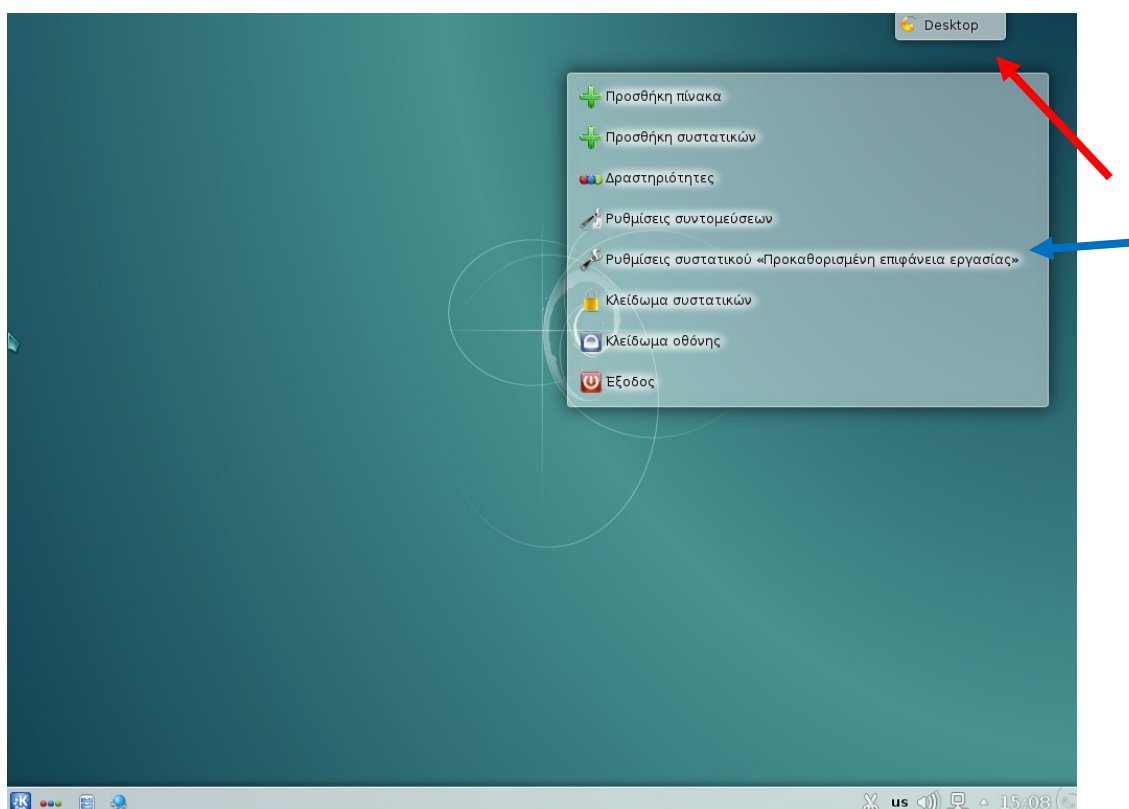 Desktop
Προσθήκη πίνακα
Προσθήκη συστατικών
Δραστηριότητες
Ρυθμίσεις συντομεύσεων
Ρυθμίσεις συστατικού «Προκαθορισμένη επιφάνεια εργασίας»
Κλείδωμα συστατικών
Κλείδωμα οθόνης
Έξοδος
us 15:08